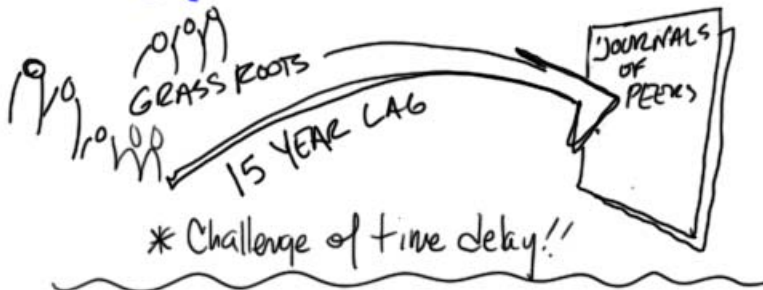 GRASS ROOTS
15 YEAR LAG
'JOURNALS
OF
PEERS
* Challenge of time delay!!